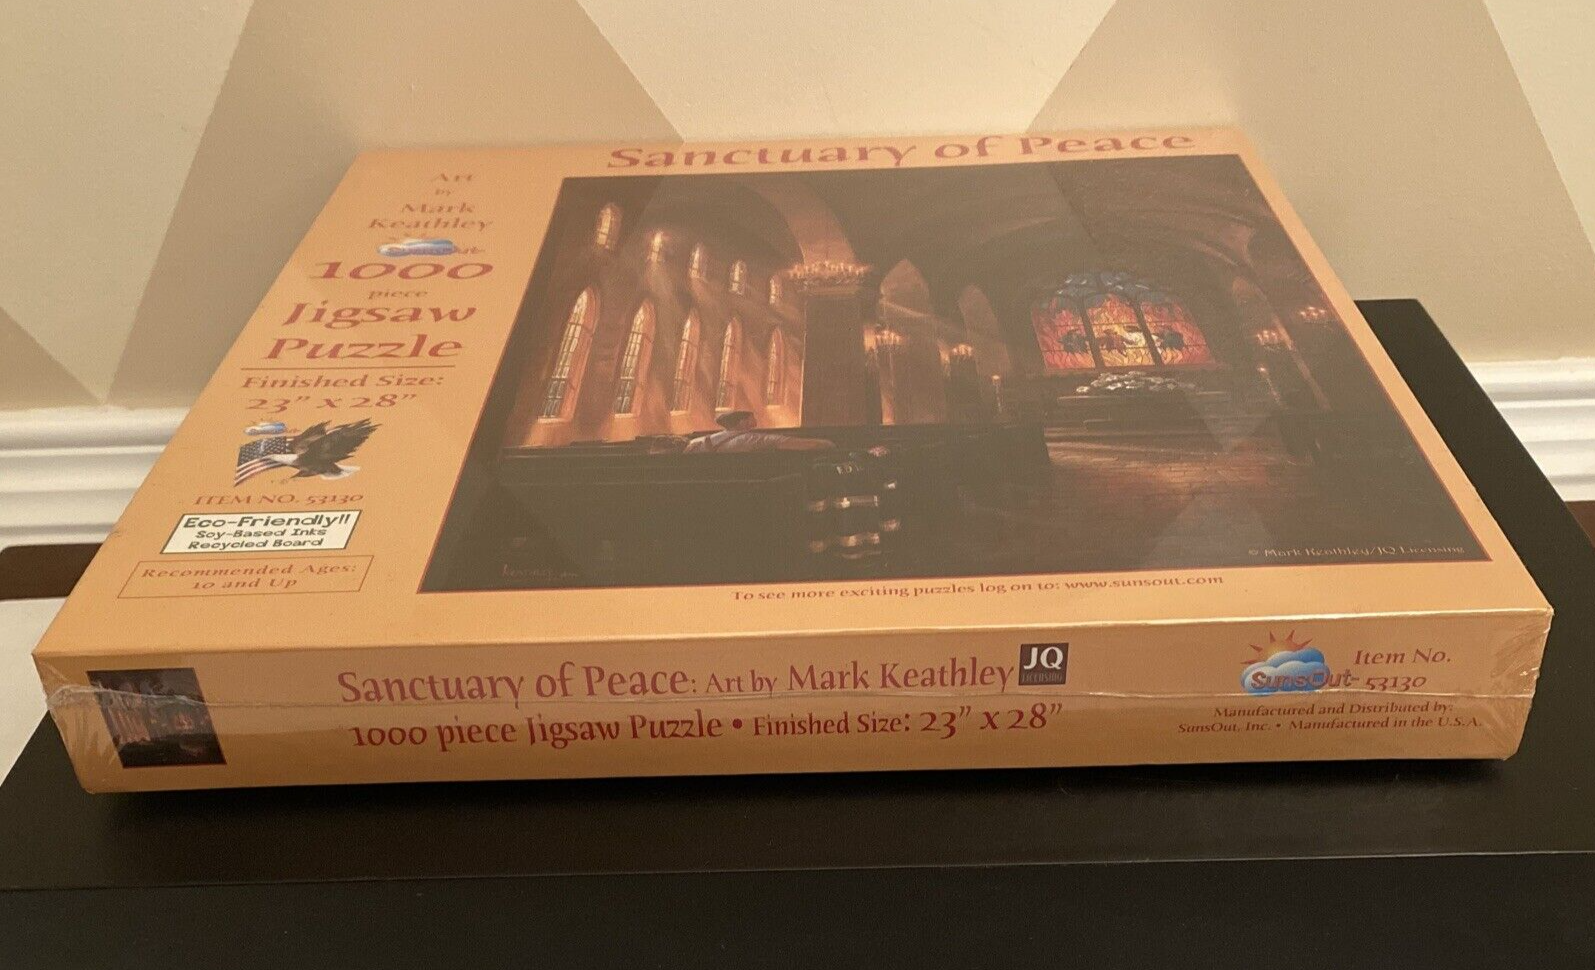 Sanctuary of Peace
Art
by
Mark
Keathley
SunsOut
1000
piece
Jigsaw
Puzzle
Finished Size:
23” x 28”
ITEM NO. 53130
Eco-Friendly!!
Soy-Based Inks
Recycled Board
Recommended Ages:
10 and Up
© Mark Keathley/JQ Licensing
To see more exciting puzzles log on to: www.sunsout.com
Sanctuary of Peace: Art by Mark Keathley
JQ
LICENSING
1000 piece Jigsaw Puzzle • Finished Size: 23” x 28”
SunsOut
Item No.
53130
Manufactured and Distributed by:
SunsOut, Inc. • Manufactured in the U.S.A.